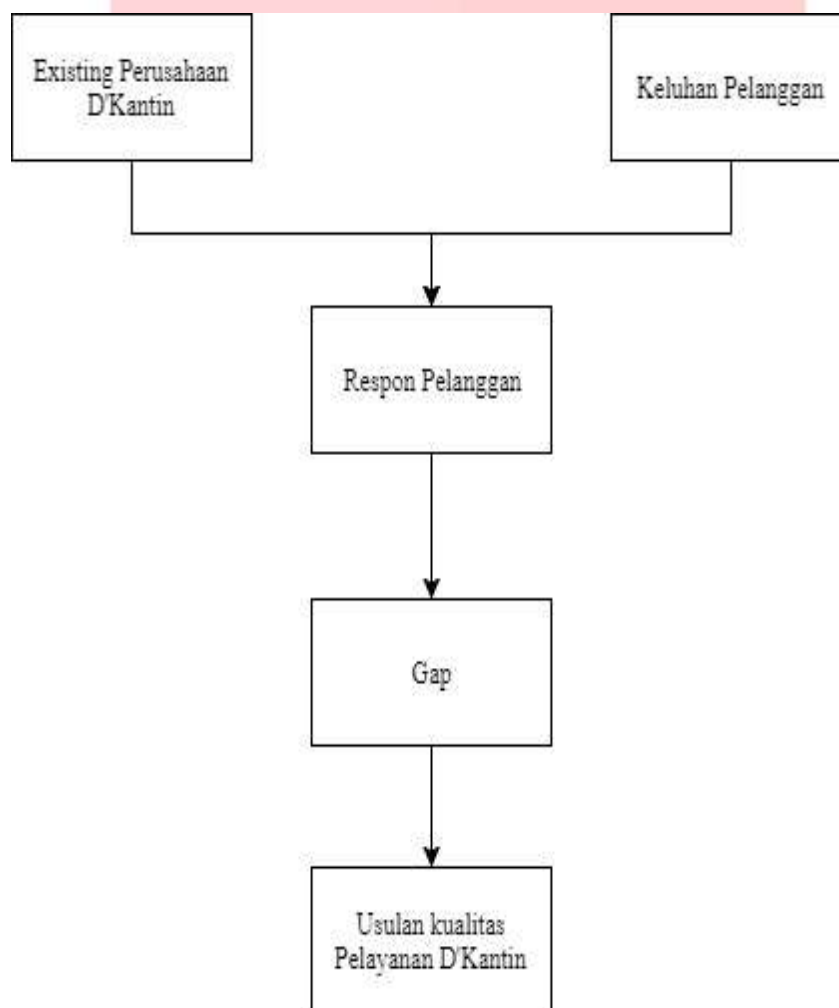 Existing Perusahaan
D'Kantin
Keluhan Pelanggan
Respon Pelanggan
Gap
Usulan kualitas
Pelayanan D'Kantin